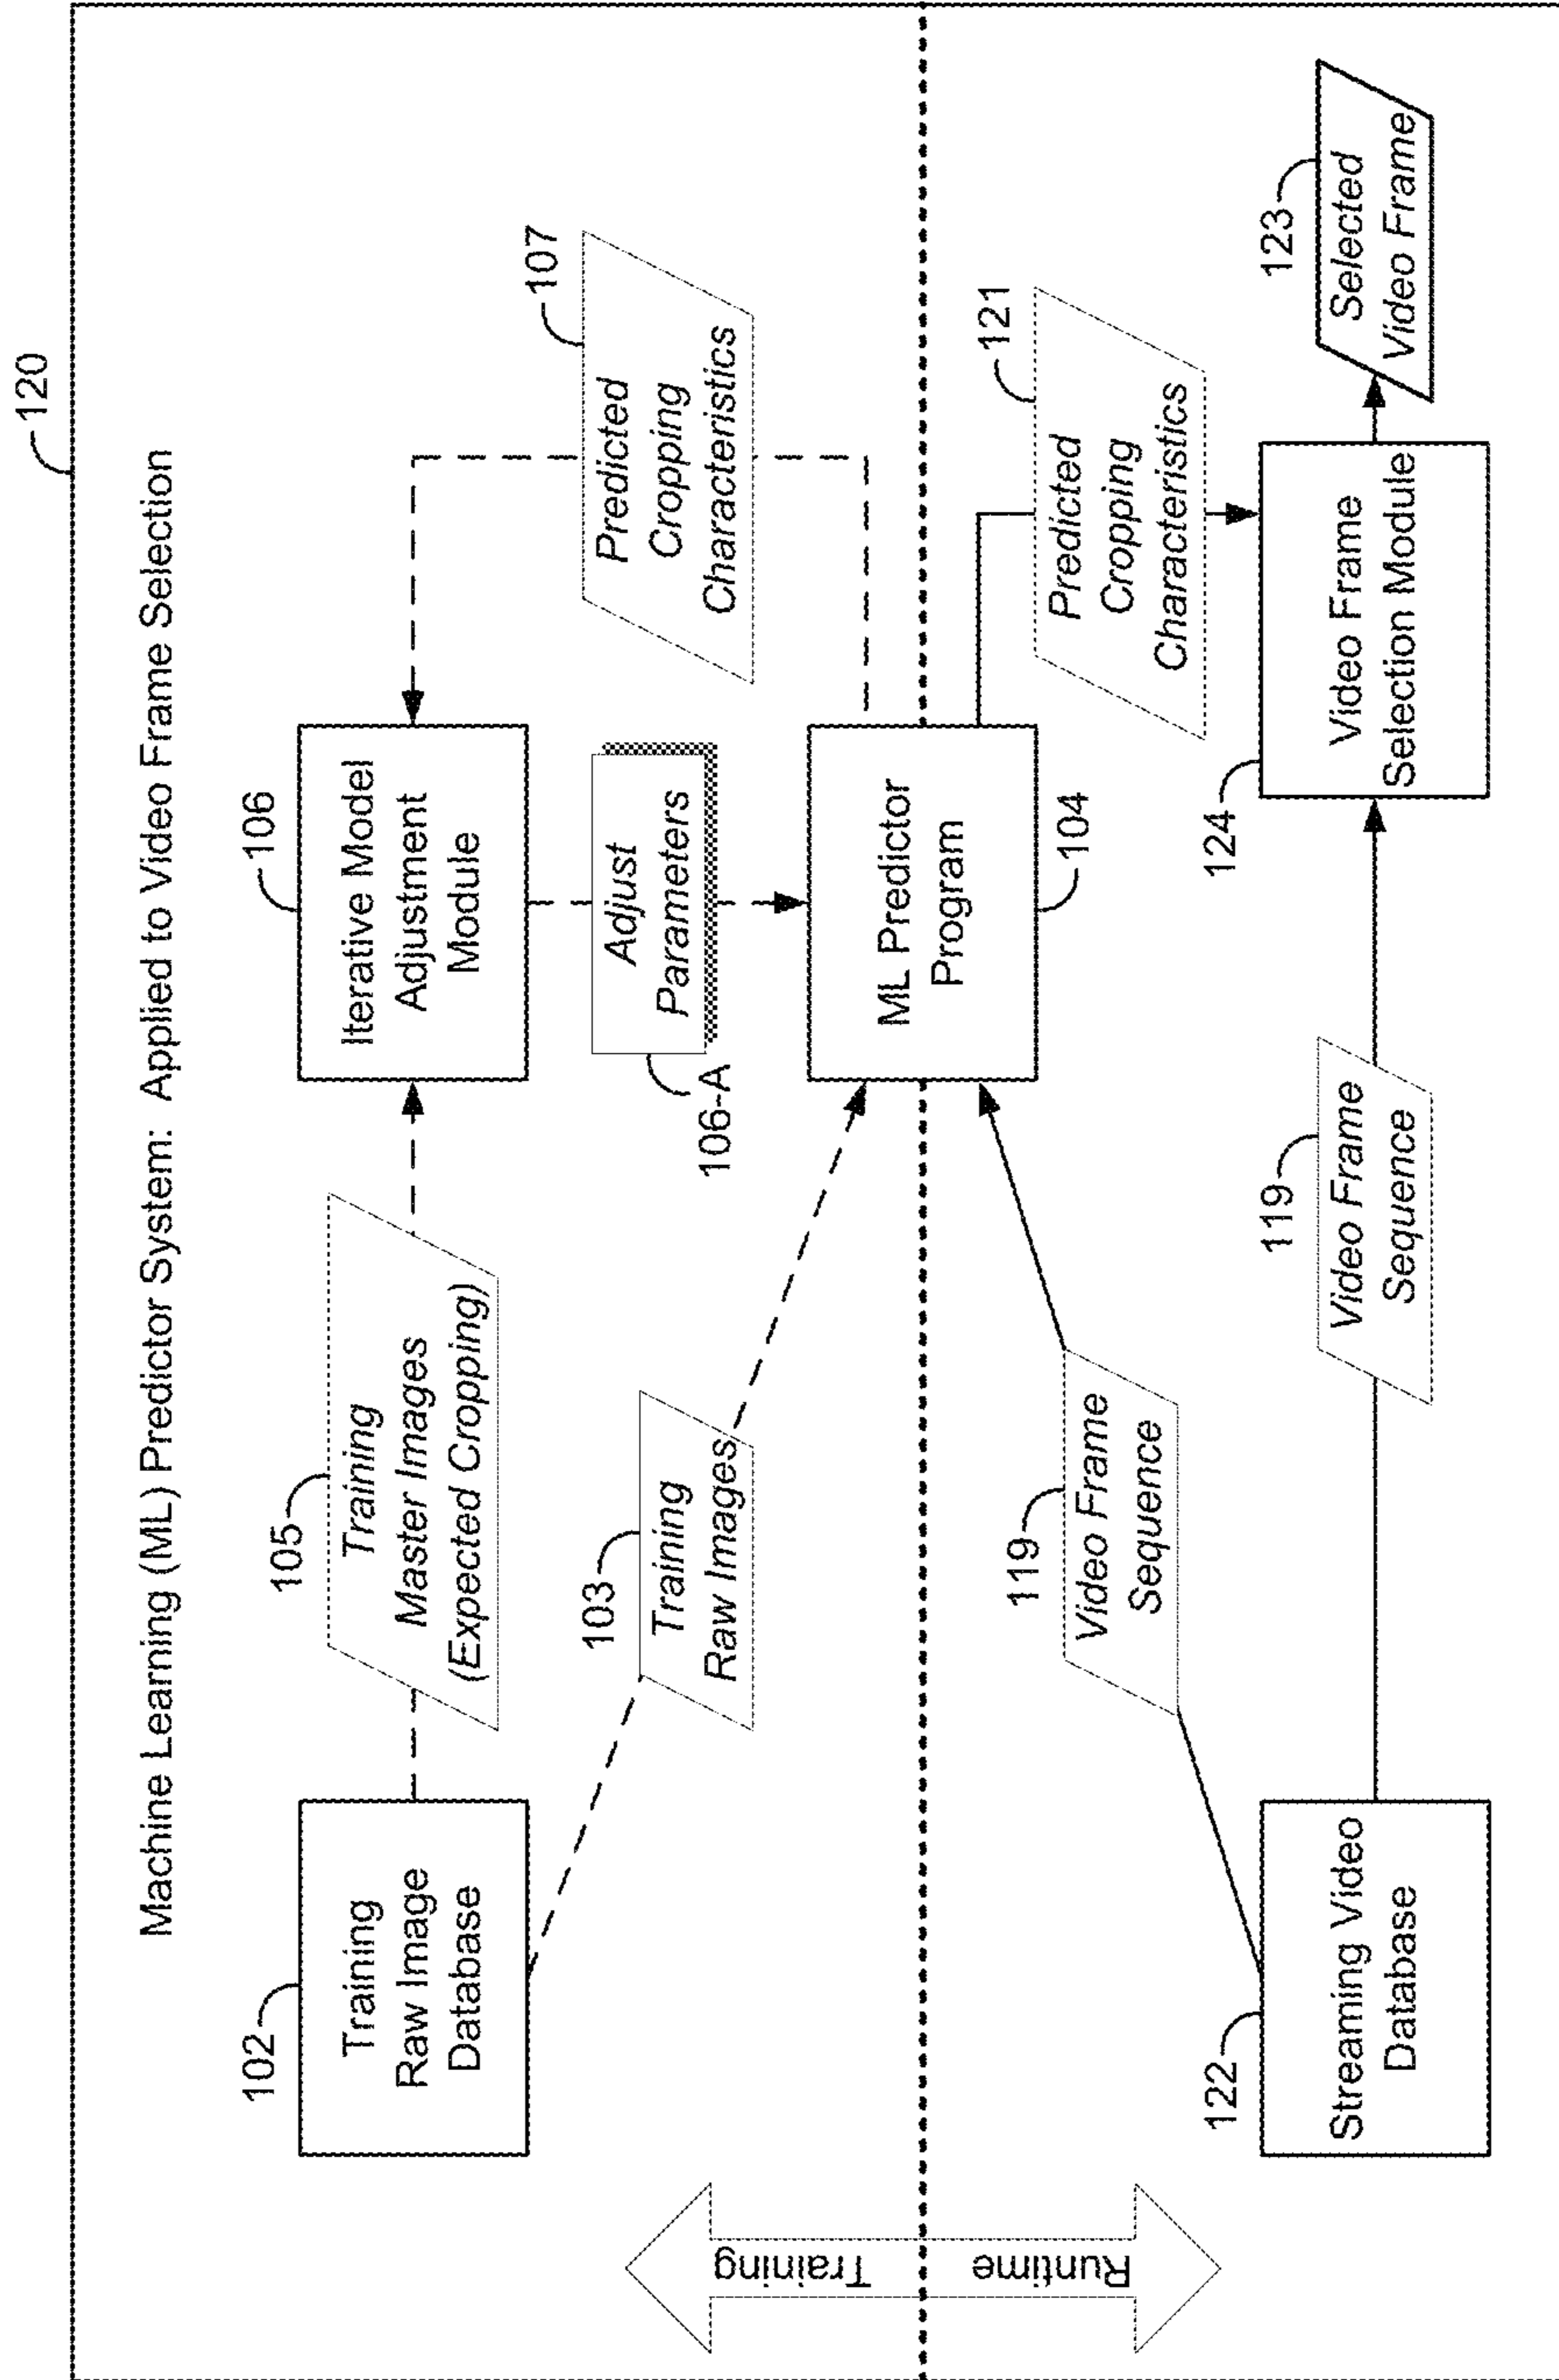 120
Machine Learning (ML) Predictor System: Applied to Video Frame Selection
102
Training
Raw Image
Database
105
Training
Master Images
(Expected Cropping)
106
Iterative Model
Adjustment
Module
103
Training
Raw Images
106-A
Adjust
Parameters
107
Predicted
Cropping
Characteristics
Training
Runtime
ML Predictor
Program
104
119
Video Frame
Sequence
121
Predicted
Cropping
Characteristics
122
Streaming Video
Database
119
Video Frame
Sequence
124
Video Frame
Selection Module
123
Selected
Video Frame